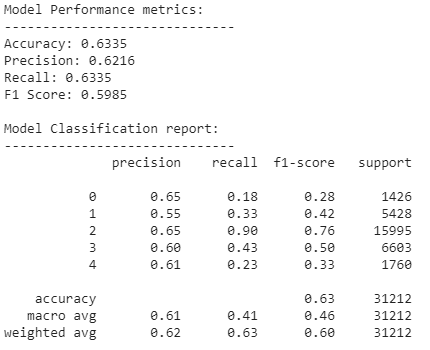 Model Performance metrics:
------------------------------
Accuracy: 0.6335
Precision: 0.6216
Recall: 0.6335
F1 Score: 0.5985

Model Classification report:
------------------------------
              precision    recall  f1-score   support

           0       0.65      0.18      0.28      1426
           1       0.55      0.33      0.42      5428
           2       0.65      0.90      0.76     15995
           3       0.60      0.43      0.50      6603
           4       0.61      0.23      0.33      1760

    accuracy                           0.63     31212
   macro avg       0.61      0.41      0.46     31212
weighted avg       0.62      0.63      0.60     31212